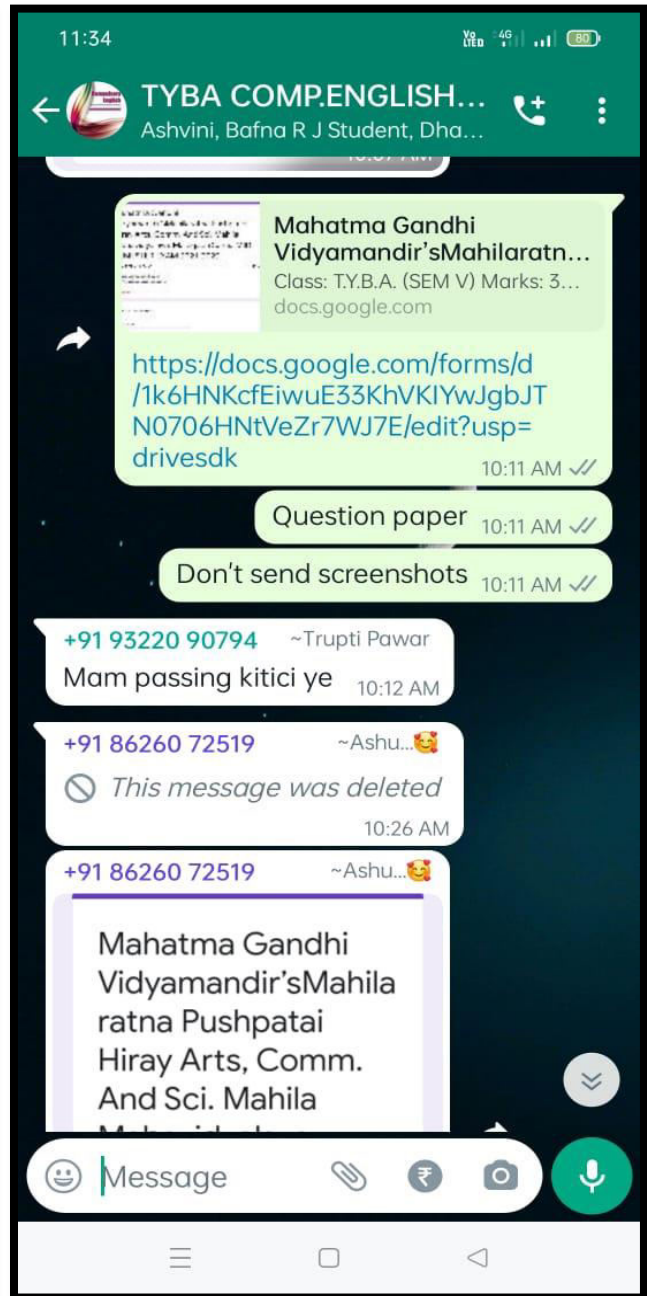 11:34
Vo LTED 4G 80
TYBA COMP.ENGLISH...
Ashvini, Bafna R J Student, Dha...
Mahatma Gandhi
Vidyamandir'sMahilaratn...
Class: T.Y.B.A. (SEM V) Marks: 3...
docs.google.com
https://docs.google.com/forms/d
/1k6HNKcfEiwuE33KhVKIYwJgbJT
N0706HNtVeZr7WJ7E/edit?usp=
drivesdk
10:11 AM
Question paper 10:11 AM
Don't send screenshots 10:11 AM
+91 93220 90794 ~Trupti Pawar
Mam passing kitici ye 10:12 AM
+91 86260 72519 ~Ashu...🥰
This message was deleted
10:26 AM
+91 86260 72519 ~Ashu...🥰
Mahatma Gandhi
Vidyamandir'sMahila
ratna Pushpatai
Hiray Arts, Comm.
And Sci. Mahila
Message